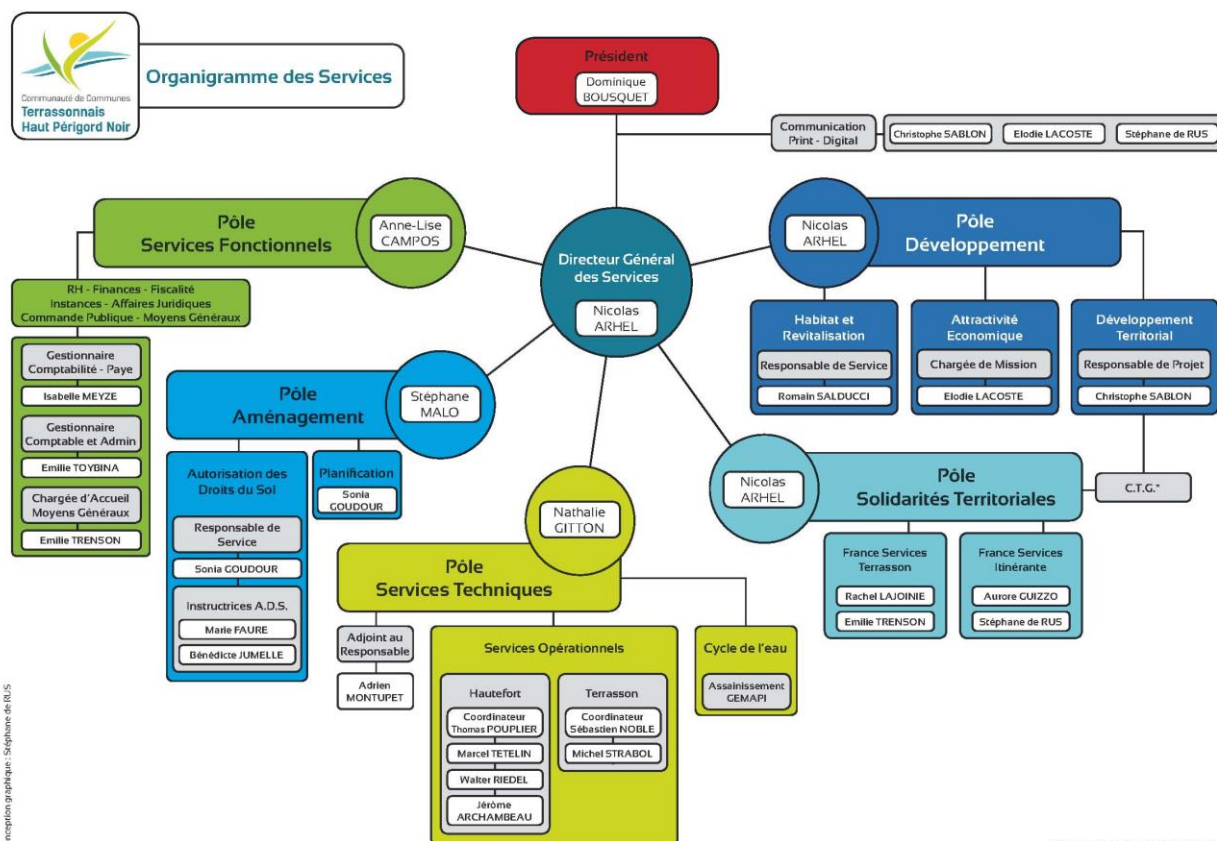 Communauté de Communes
Terrassonnais
Haut Périgord Noir
Organigramme des Services
Président
Dominique
BOUSQUET
Communication
Print - Digital
Christophe SABLON
Elodie LACOSTE
Stéphane de RUS
Pôle
Services Fonctionnels
Anne-Lise
CAMPOS
Directeur Général
des Services
Nicolas
ARHEL
Nicolas
ARHEL
Pôle
Développement
RH - Finances - Fiscalité
Instances - Affaires Juridiques
Commande Publique - Moyens Généraux
Gestionnaire
Comptabilité - Paye
Isabelle MEYZE
Gestionnaire
Comptable et Admin
Emilie TOYBINA
Chargée d'Accueil
Moyens Généraux
Emilie TRENSON
Habitat et
Revitalisation
Responsable de Service
Romain SALDUCCI
Attractivité
Economique
Chargée de Mission
Elodie LACOSTE
Développement
Territorial
Responsable de Projet
Christophe SABLON
Pôle
Aménagement
Stéphane
MALO
Autorisation des
Droits du Sol
Responsable de
Service
Sonia GOUDOUR
Instructrices A.D.S.
Marie FAURE
Bénédicte JUMELLE
Planification
Sonia
GOUDOUR
Nicolas
ARHEL
Pôle
Solidarités Territoriales
C.T.G.*
France Services
Terrasson
Rachel LAJOINIE
Emilie TRENSON
France Services
Itinérante
Aurore GUIZZO
Stéphane de RUS
Nathalie
GITTON
Pôle
Services Techniques
Adjoint au
Responsable
Adrien
MONTUPET
Services Opérationnels
Hautefort
Coordinateur
Thomas POUPLIER
Marcel TETELIN
Walter RIEDEL
Jérôme
ARCHAMBEAU
Terrasson
Coordinateur
Sébastien NOBLE
Michel STRABOL
Cycle de l'eau
Assainissement
GEMAPI
nception graphique : Stéphane de RUS